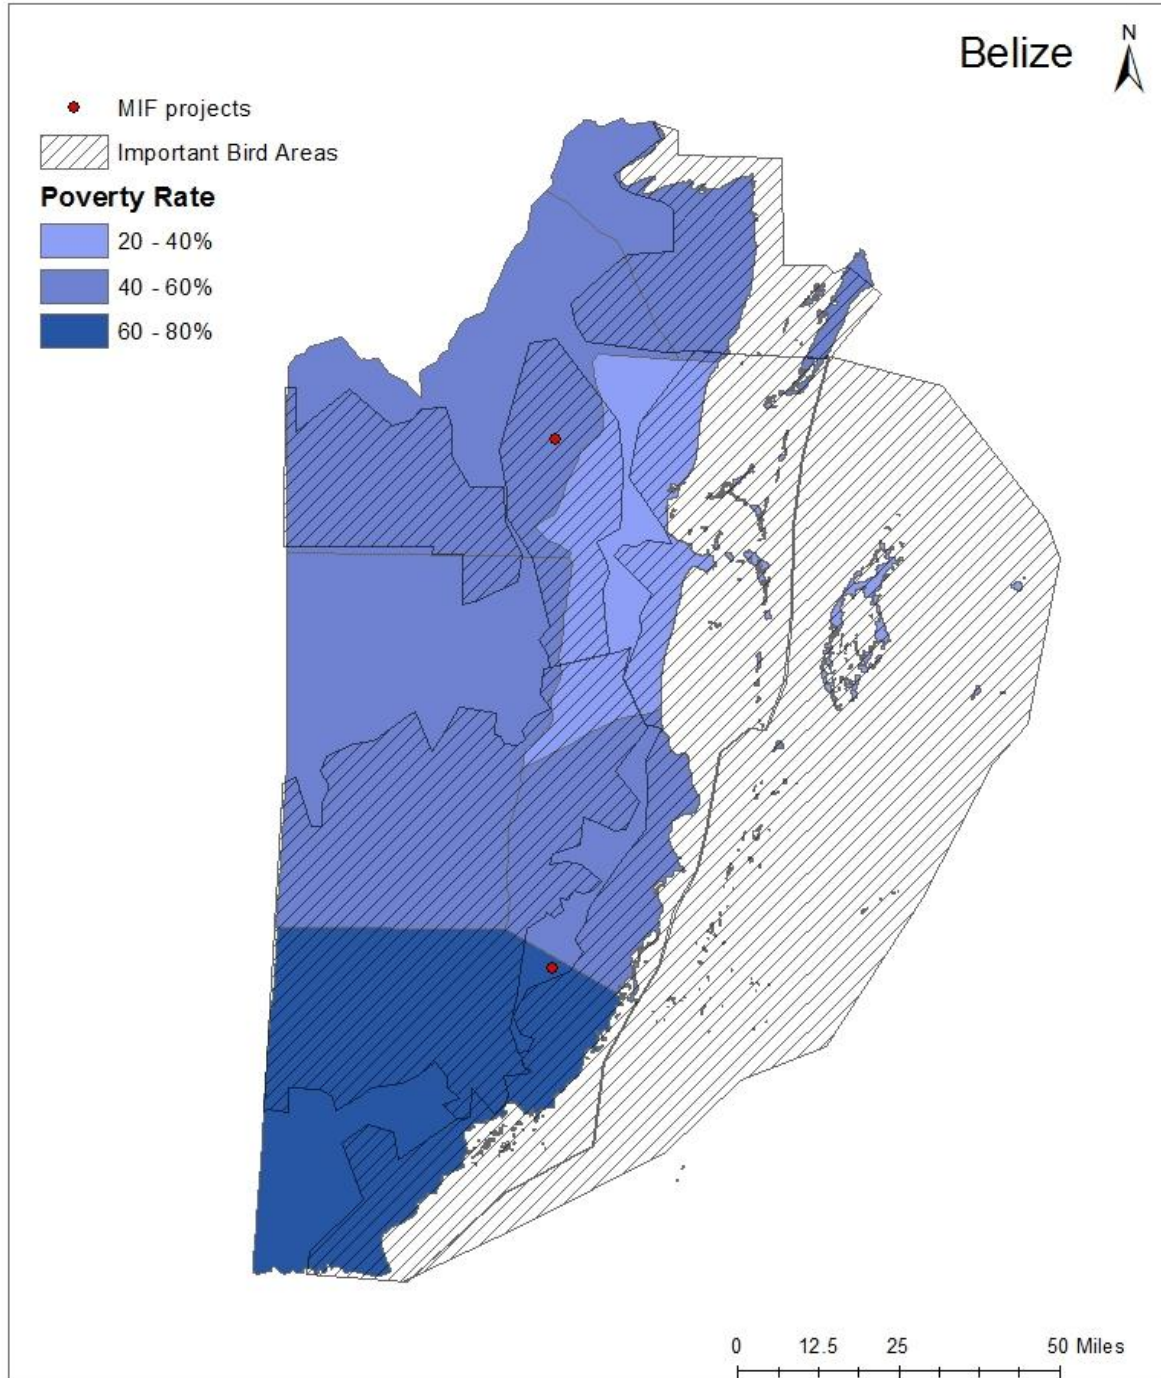 Belize
N
MIF projects
Important Bird Areas
Poverty Rate
20 - 40%
40 - 60%
60 - 80%
0 12.5 25 50 Miles